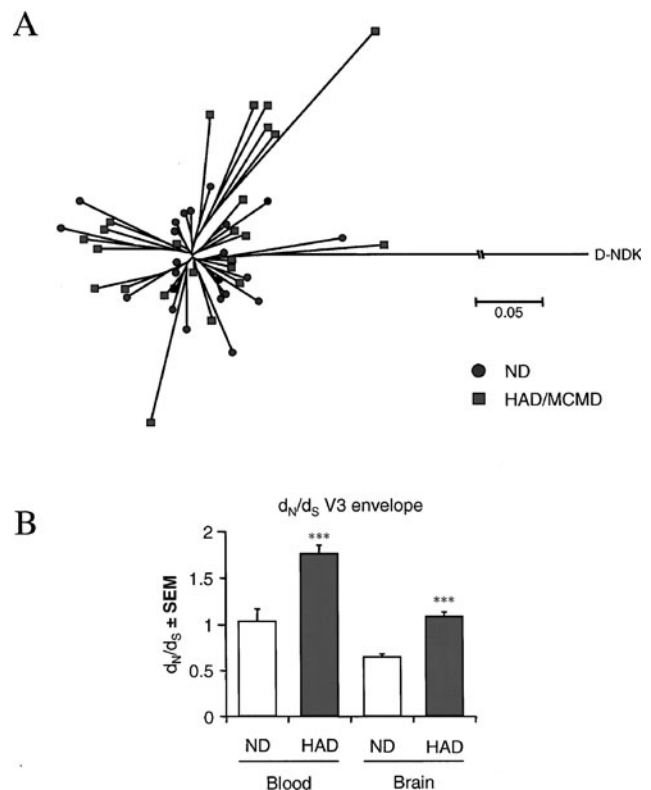 A
D-NDK
0.05
ND
HAD/MCMD
B
dN/dS V3 envelope
dN/dS ± SEM
2
1.5
1
0.5
0
***
***
ND HAD ND HAD
Blood Brain